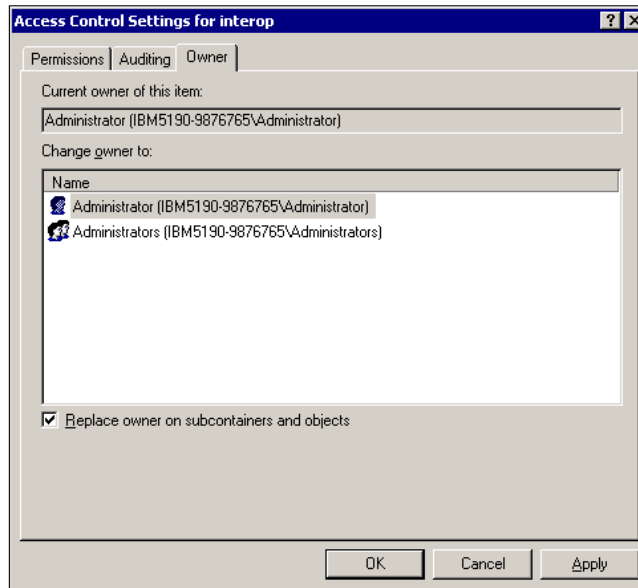 Access Control Settings for interop
Permissions Auditing Owner
Current owner of this item:
Administrator (IBM5190-9876765\Administrator)
Change owner to:
Name
Administrator (IBM5190-9876765\Administrator)
Administrators (IBM5190-9876765\Administrators)
Replace owner on subcontainers and objects
OK Cancel Apply